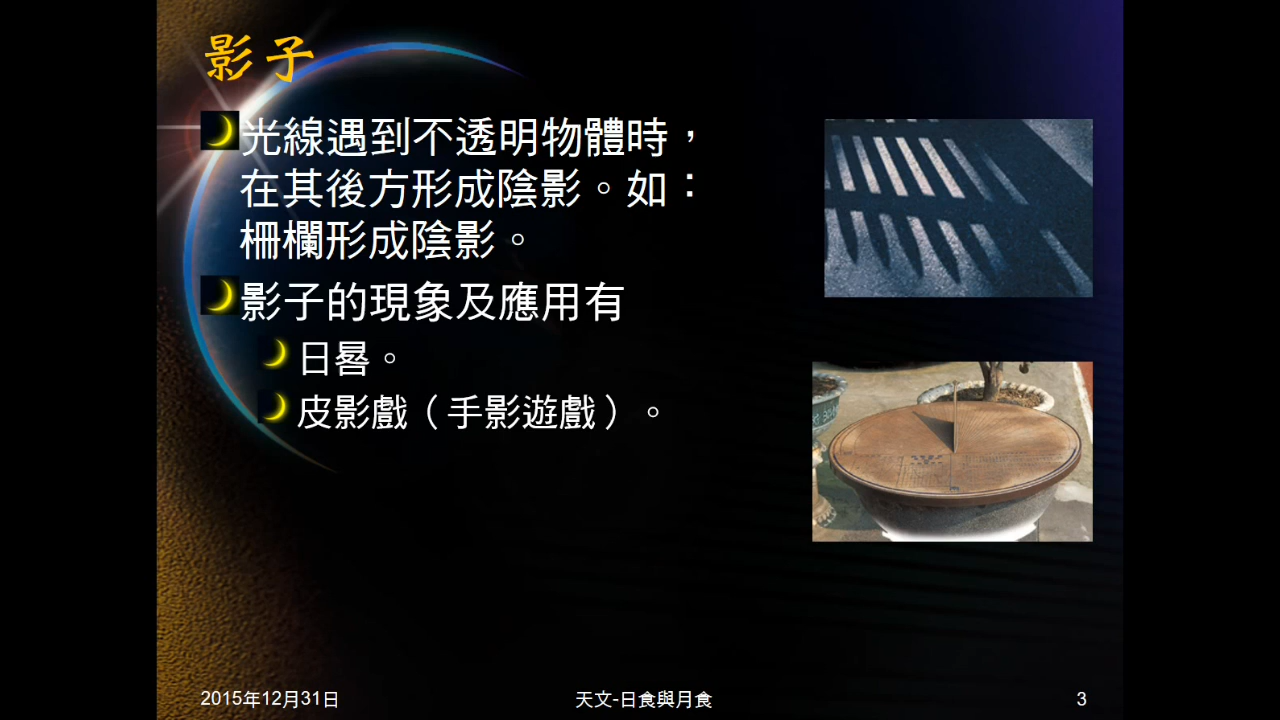 影子
光線遇到不透明物體時，
在其後方形成陰影。如：
柵欄形成陰影。
影子的現象及應用有
日晷。
皮影戲（手影遊戲）。
2015年12月31日
天文-日食與月食
3